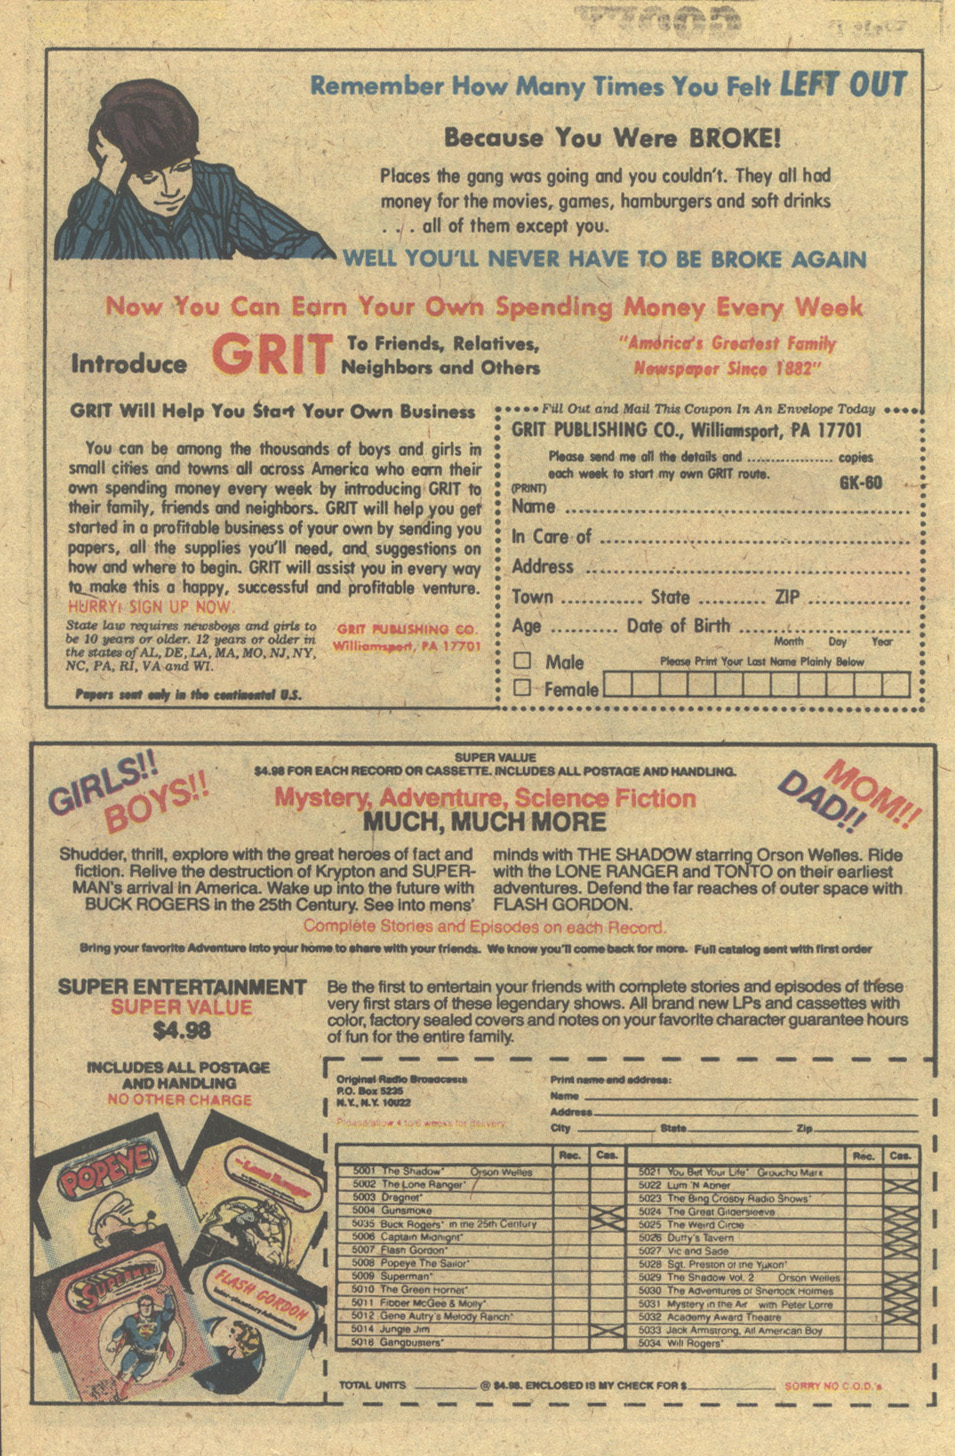 Remember How Many Times You Felt LEFT OUT
Because You Were BROKE!
Places the gang was going and you couldn't. They all had
money for the movies, games, hamburgers and soft drinks
. . . all of them except you.
WELL YOU'LL NEVER HAVE TO BE BROKE AGAIN
Now You Can Earn Your Own Spending Money Every Week
Introduce GRIT To Friends, Relatives,
Neighbors and Others
"America's Greatest Family
Newspaper Since 1882"
GRIT Will Help You Start Your Own Business
You can be among the thousands of boys and girls in
small cities and towns all across America who earn their
own spending money every week by introducing GRIT to
their family, friends and neighbors. GRIT will help you get
started in a profitable business of your own by sending you
papers, all the supplies you'll need, and suggestions on
how and where to begin. GRIT will assist you in every way
to make this a happy, successful and profitable venture.
HURRY! SIGN UP NOW.
State law requires newsboys and girls to
be 10 years or older. 12 years or older in
the states of AL, DE, LA, MA, MO, NJ, NY,
NC, PA, RI, VA and WI.
GRIT PUBLISHING CO.
Williamsport, PA 17701
Papers sent only in the continental U.S.
Fill Out and Mail This Coupon In An Envelope Today
GRIT PUBLISHING CO., Williamsport, PA 17701
Please send me all the details and .................. copies
each week to start my own GRIT route.
GK-60
(PRINT)
Name
In Care of
Address
Town ........... State .......... ZIP
Age .......... Date of Birth
Month Day Year
Male
Please Print Your Last Name Plainly Below
Female
GIRLS!!
BOYS!!
SUPER VALUE
$4.98 FOR EACH RECORD OR CASSETTE. INCLUDES ALL POSTAGE AND HANDLING.
MOM!!
DAD!!
Mystery, Adventure, Science Fiction
MUCH, MUCH MORE
Shudder, thrill, explore with the great heroes of fact and
fiction. Relive the destruction of Krypton and SUPER-
MAN's arrival in America. Wake up into the future with
BUCK ROGERS in the 25th Century. See into mens'
minds with THE SHADOW starring Orson Welles. Ride
with the LONE RANGER and TONTO on their earliest
adventures. Defend the far reaches of outer space with
FLASH GORDON.
Complete Stories and Episodes on each Record.
Bring your favorite Adventure into your home to share with your friends. We know you'll come back for more. Full catalog sent with first order
SUPER ENTERTAINMENT
SUPER VALUE
$4.98
INCLUDES ALL POSTAGE
AND HANDLING
NO OTHER CHARGE
Be the first to entertain your friends with complete stories and episodes of these
very first stars of these legendary shows. All brand new LPs and cassettes with
color, factory sealed covers and notes on your favorite character guarantee hours
of fun for the entire family.
POPEYE
The Lone Ranger
SUPERMAN
FLASH GORDON
Original Radio Broadcasts
P.O. Box 5235
N.Y., N.Y. 10022
Please allow 4 to 6 weeks for delivery
Print name and address:
Name
Address
City State Zip
Rec. Cas.
5001 The Shadow* Orson Welles
5002 The Lone Ranger*
5003 Dragnet*
5004 Gunsmoke
5035 Buck Rogers* in the 25th Century
5006 Captain Midnight*
5007 Flash Gordon*
5008 Popeye The Sailor*
5009 Superman*
5010 The Green Hornet*
5011 Fibber McGee & Molly*
5012 Gene Autry's Melody Ranch*
5014 Jungle Jim
5016 Gangbusters*
Rec. Cas.
5021 You Bet Your Life* Groucho Marx
5022 Lum 'N Abner
5023 The Bing Crosby Radio Shows*
5024 The Great Gildersleeve
5025 The Weird Circle
5026 Duffy's Tavern
5027 Vic and Sade
5028 Sgt. Preston of the Yukon*
5029 The Shadow Vol. 2 Orson Welles
5030 The Adventures of Sherlock Holmes
5031 Mystery in the Air with Peter Lorre
5032 Academy Award Theatre
5033 Jack Armstrong, All American Boy
5034 Will Rogers*
TOTAL UNITS @ $4.98. ENCLOSED IS MY CHECK FOR $
SORRY NO C.O.D.'s